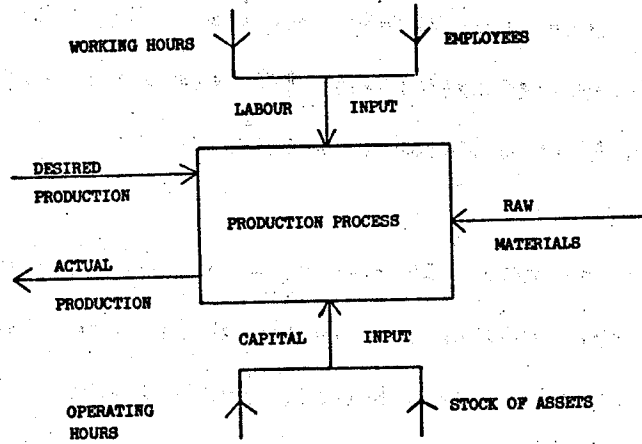 WORKING HOURS
EMPLOYEES
LABOUR INPUT
DESIRED
PRODUCTION
PRODUCTION PROCESS
RAW
MATERIALS
ACTUAL
PRODUCTION
CAPITAL INPUT
OPERATING
HOURS
STOCK OF ASSETS